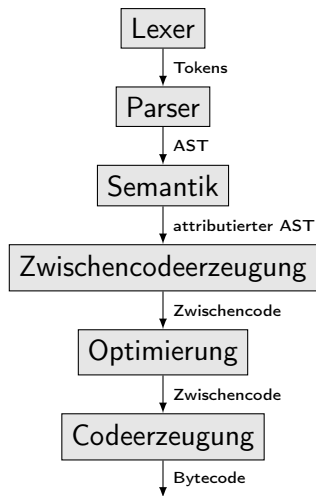 Lexer
Tokens
Parser
AST
Semantik
attributierter AST
Zwischencodeerzeugung
Zwischencode
Optimierung
Zwischencode
Codeerzeugung
Bytecode